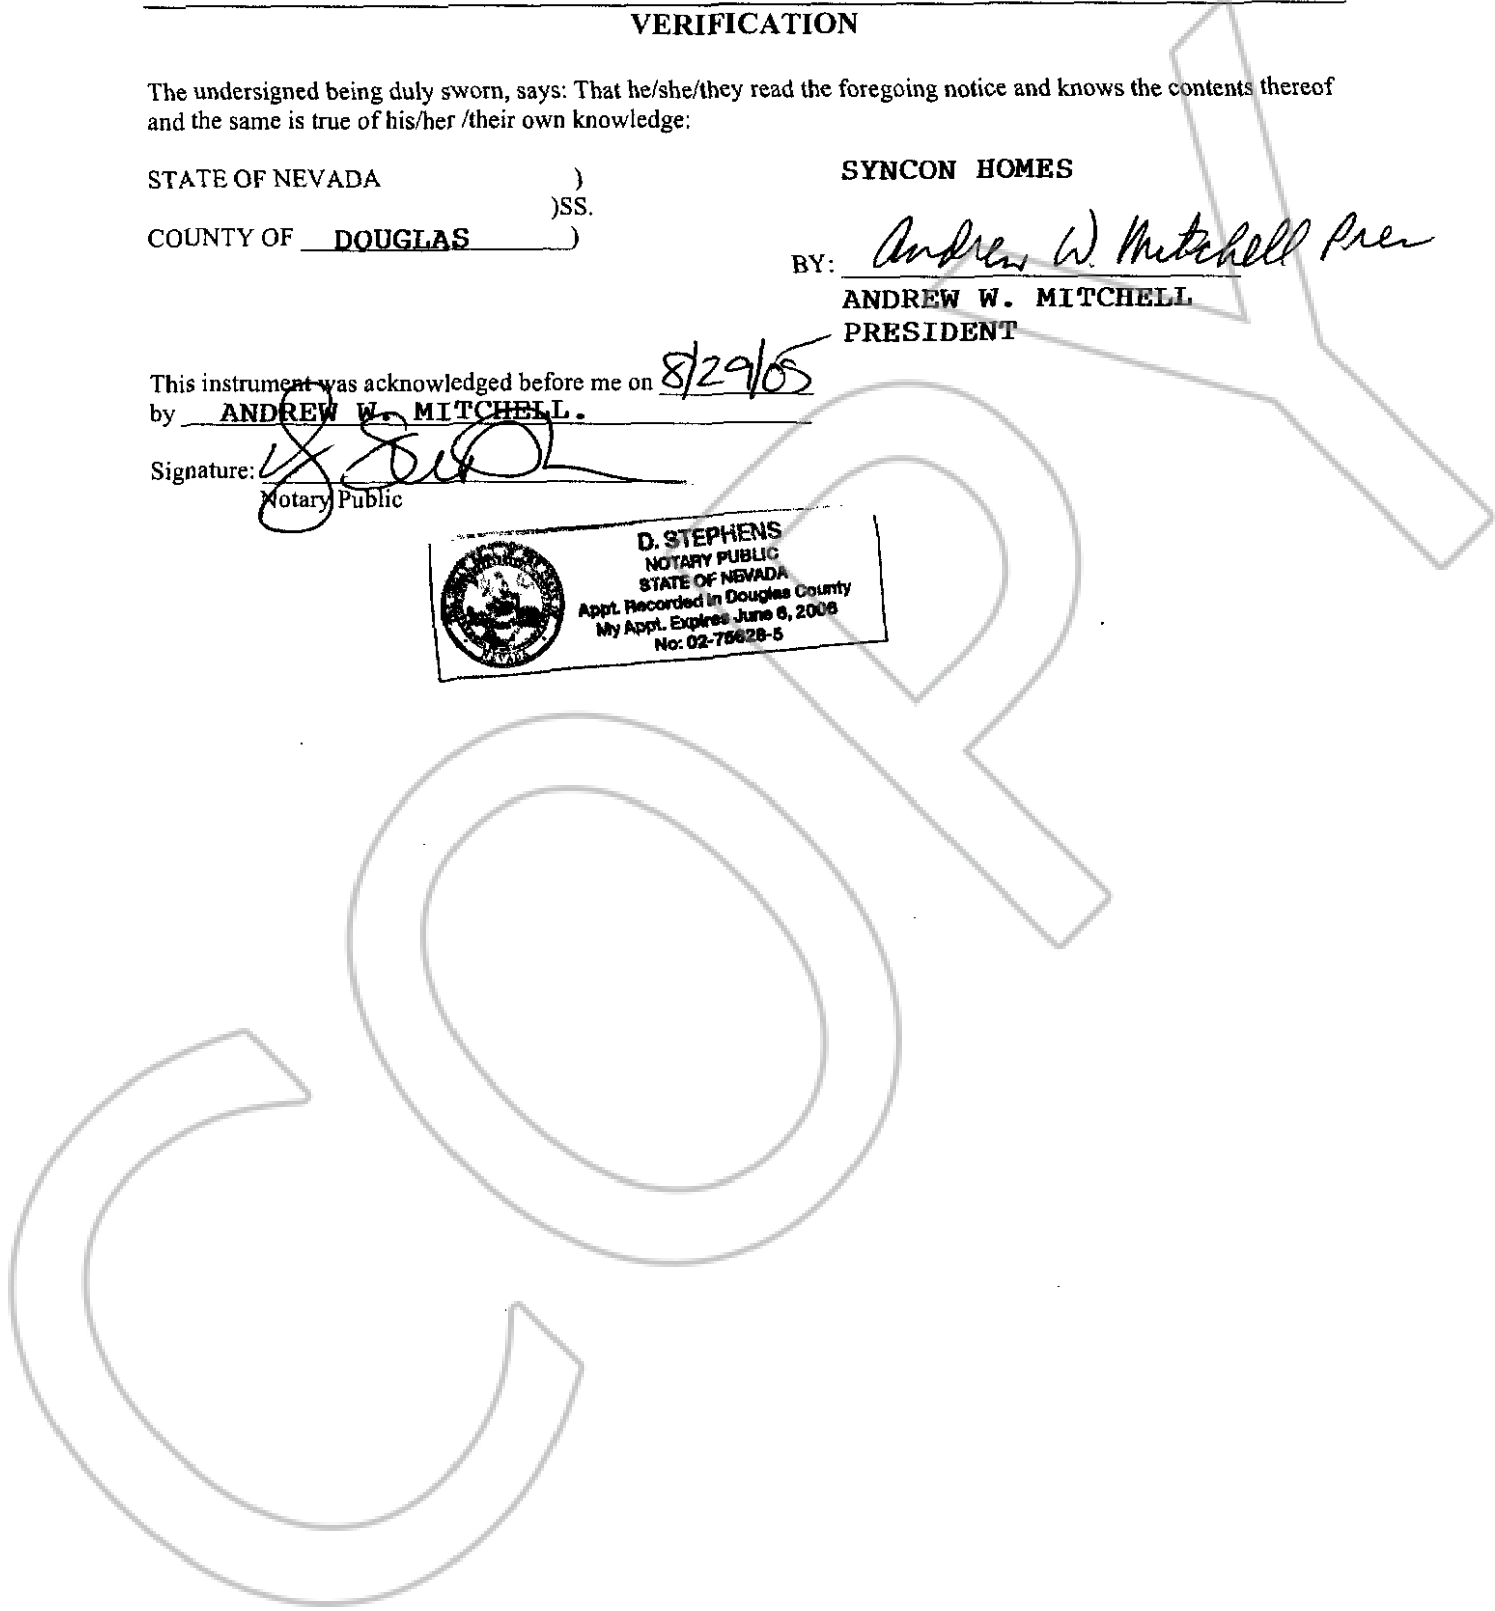 VERIFICATION
The undersigned being duly sworn, says: That he/she/they read the foregoing notice and knows the contents thereof
and the same is true of his/her /their own knowledge:
STATE OF NEVADA )
)SS.
COUNTY OF DOUGLAS )
SYNCON HOMES
BY: Andrew W. Mitchell Pres
ANDREW W. MITCHELL
PRESIDENT
This instrument was acknowledged before me on 8/29/05
by ANDREW W. MITCHELL.
Signature:
Notary Public
D. STEPHENS
NOTARY PUBLIC
STATE OF NEVADA
Appt. Recorded in Douglas County
My Appt. Expires June 6, 2006
No: 02-75628-5
NEVADA
COPY